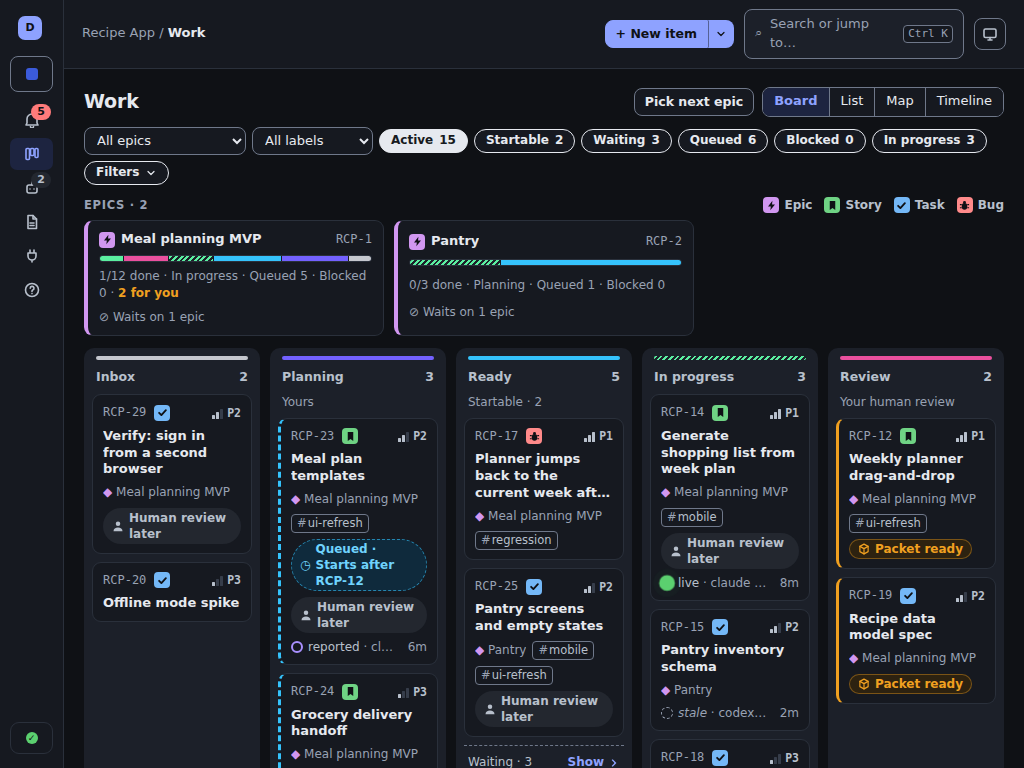 D
Recipe App / Work
+ New item
Search or jump to…
Ctrl K
5
2
Work
Pick next epic
Board
List
Map
Timeline
All epics
All labels
Active 15
Startable 2
Waiting 3
Queued 6
Blocked 0
In progress 3
Filters
EPICS · 2
Epic
Story
Task
Bug
Meal planning MVP
RCP-1
1/12 done · In progress · Queued 5 · Blocked
0 · 2 for you
Waits on 1 epic
Pantry
RCP-2
0/3 done · Planning · Queued 1 · Blocked 0
Waits on 1 epic
Inbox 2
RCP-29 P2
Verify: sign in
from a second
browser
Meal planning MVP
Human review
later
RCP-20 P3
Offline mode spike
Planning 3
Yours
RCP-23 P2
Meal plan
templates
Meal planning MVP
#ui-refresh
Queued ·
Starts after
RCP-12
Human review
later
reported · cl… 6m
RCP-24 P3
Grocery delivery
handoff
Meal planning MVP
Ready 5
Startable · 2
RCP-17 P1
Planner jumps
back to the
current week aft…
Meal planning MVP
#regression
RCP-25 P2
Pantry screens
and empty states
Pantry #mobile
#ui-refresh
Human review
later
Waiting · 3 Show
In progress 3
RCP-14 P1
Generate
shopping list from
week plan
Meal planning MVP
#mobile
Human review
later
live · claude … 8m
RCP-15 P2
Pantry inventory
schema
Pantry
stale · codex… 2m
RCP-18 P3
Review 2
Your human review
RCP-12 P1
Weekly planner
drag-and-drop
Meal planning MVP
#ui-refresh
Packet ready
RCP-19 P2
Recipe data
model spec
Meal planning MVP
Packet ready